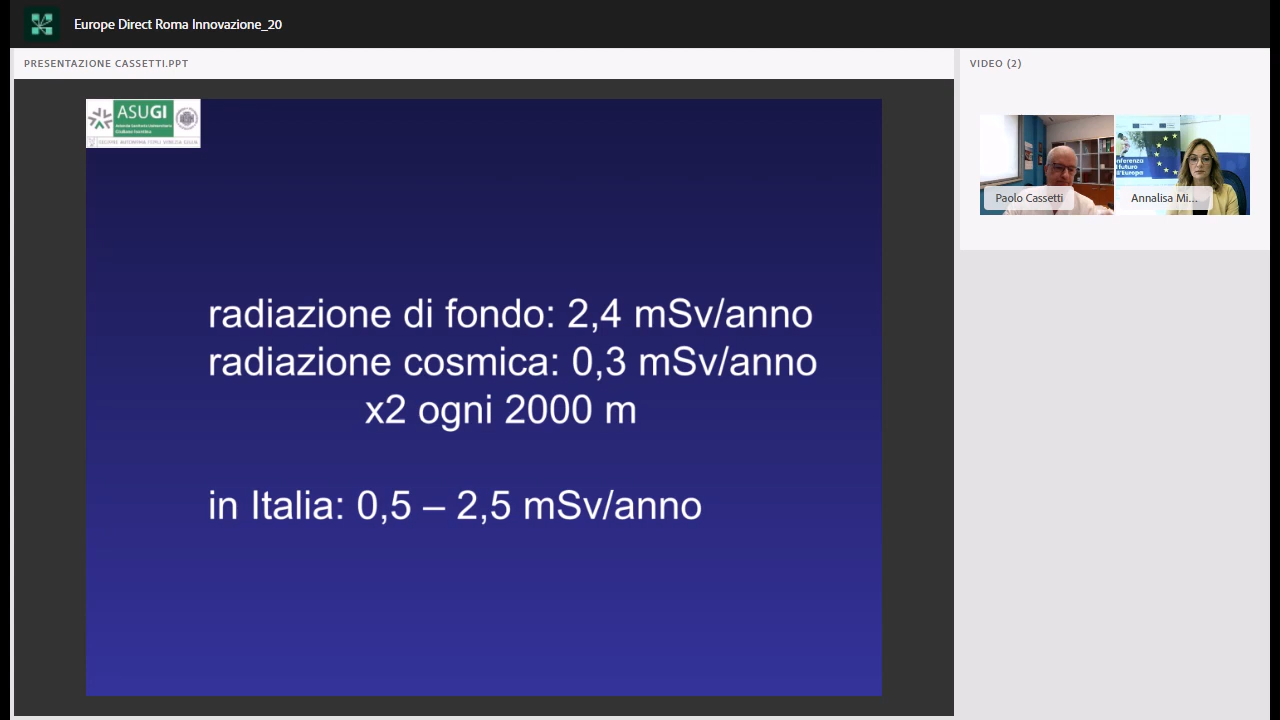 Europe Direct Roma Innovazione_20
PRESENTAZIONE CASSETTI.PPT
VIDEO (2)
ASUGI
radiazione di fondo: 2,4 mSv/anno
radiazione cosmica: 0,3 mSv/anno
x2 ogni 2000 m
in Italia: 0,5 – 2,5 mSv/anno
Paolo Cassetti
Annalisa Mi...